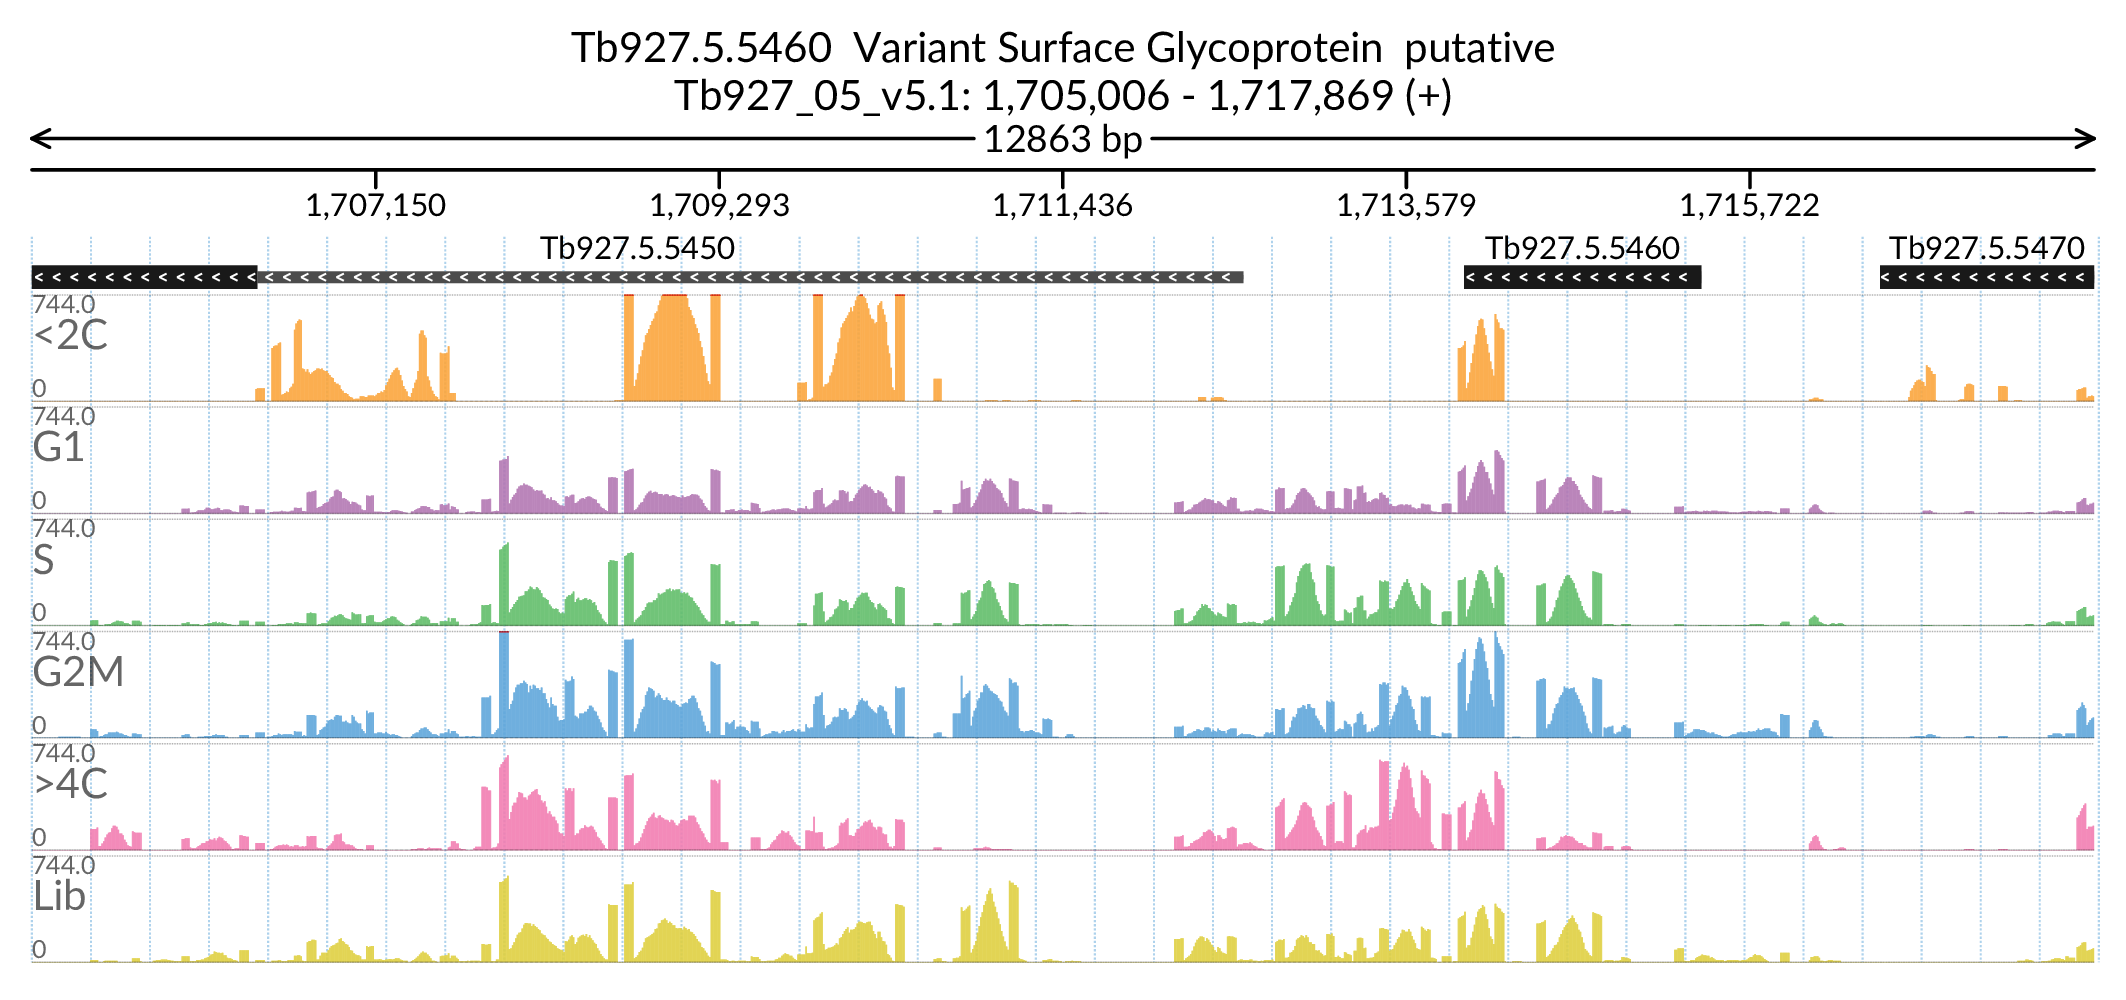 Tb927.5.5460  Variant Surface Glycoprotein  putative
Tb927_05_v5.1: 1,705,006 - 1,717,869 (+)
12863 bp
1,707,150 1,709,293 1,711,436 1,713,579 1,715,722
Tb927.5.5450 Tb927.5.5460 Tb927.5.5470
744.0
<2C
0
744.0
G1
0
744.0
S
0
744.0
G2M
0
744.0
>4C
0
744.0
Lib
0